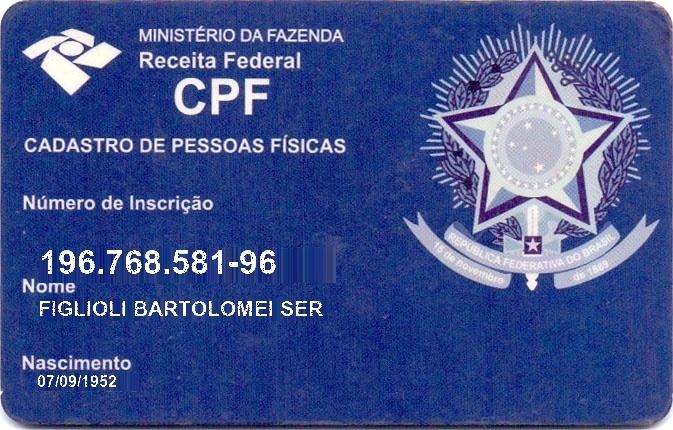 MINISTÉRIO DA FAZENDA
Receita Federal
CPF
CADASTRO DE PESSOAS FÍSICAS
Número de Inscrição
196.768.581-96
Nome
FIGLIOLI BARTOLOMEI SER
Nascimento
07/09/1952
REPÚBLICA FEDERATIVA DO BRASIL
15 de novembro de 1889